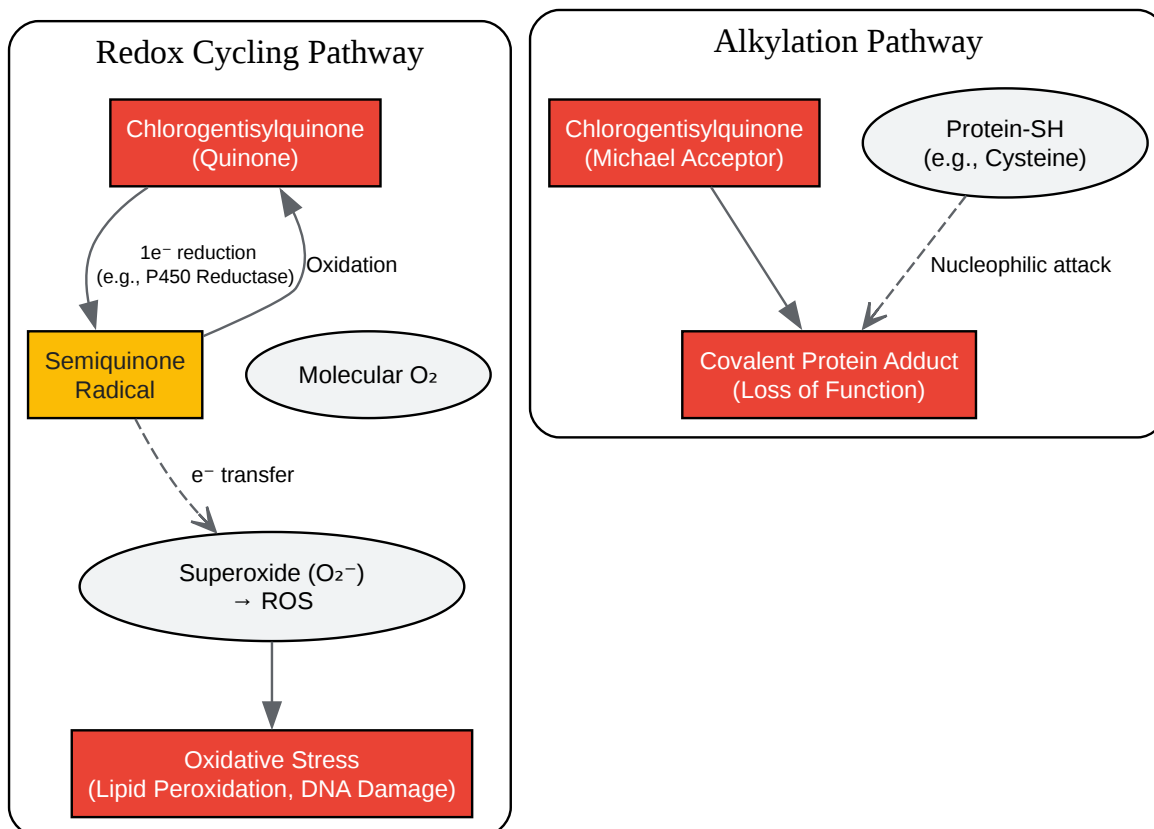 Redox Cycling Pathway
Chlorogentisylquinone
(Quinone)
1e⁻ reduction
(e.g., P450 Reductase)
Oxidation
Semiquinone
Radical
Molecular O₂
e⁻ transfer
Superoxide (O₂⁻)
→ ROS
Oxidative Stress
(Lipid Peroxidation, DNA Damage)
Alkylation Pathway
Chlorogentisylquinone
(Michael Acceptor)
Protein-SH
(e.g., Cysteine)
Nucleophilic attack
Covalent Protein Adduct
(Loss of Function)